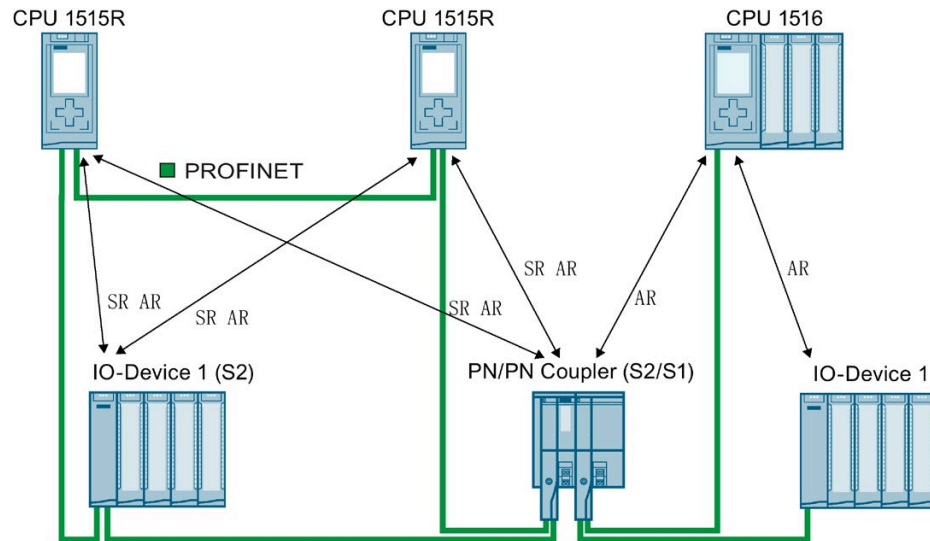 CPU 1515R
CPU 1515R
CPU 1516
PROFINET
SR AR
SR AR
SR AR
SR AR
AR
AR
IO-Device 1 (S2)
PN/PN Coupler (S2/S1)
IO-Device 1